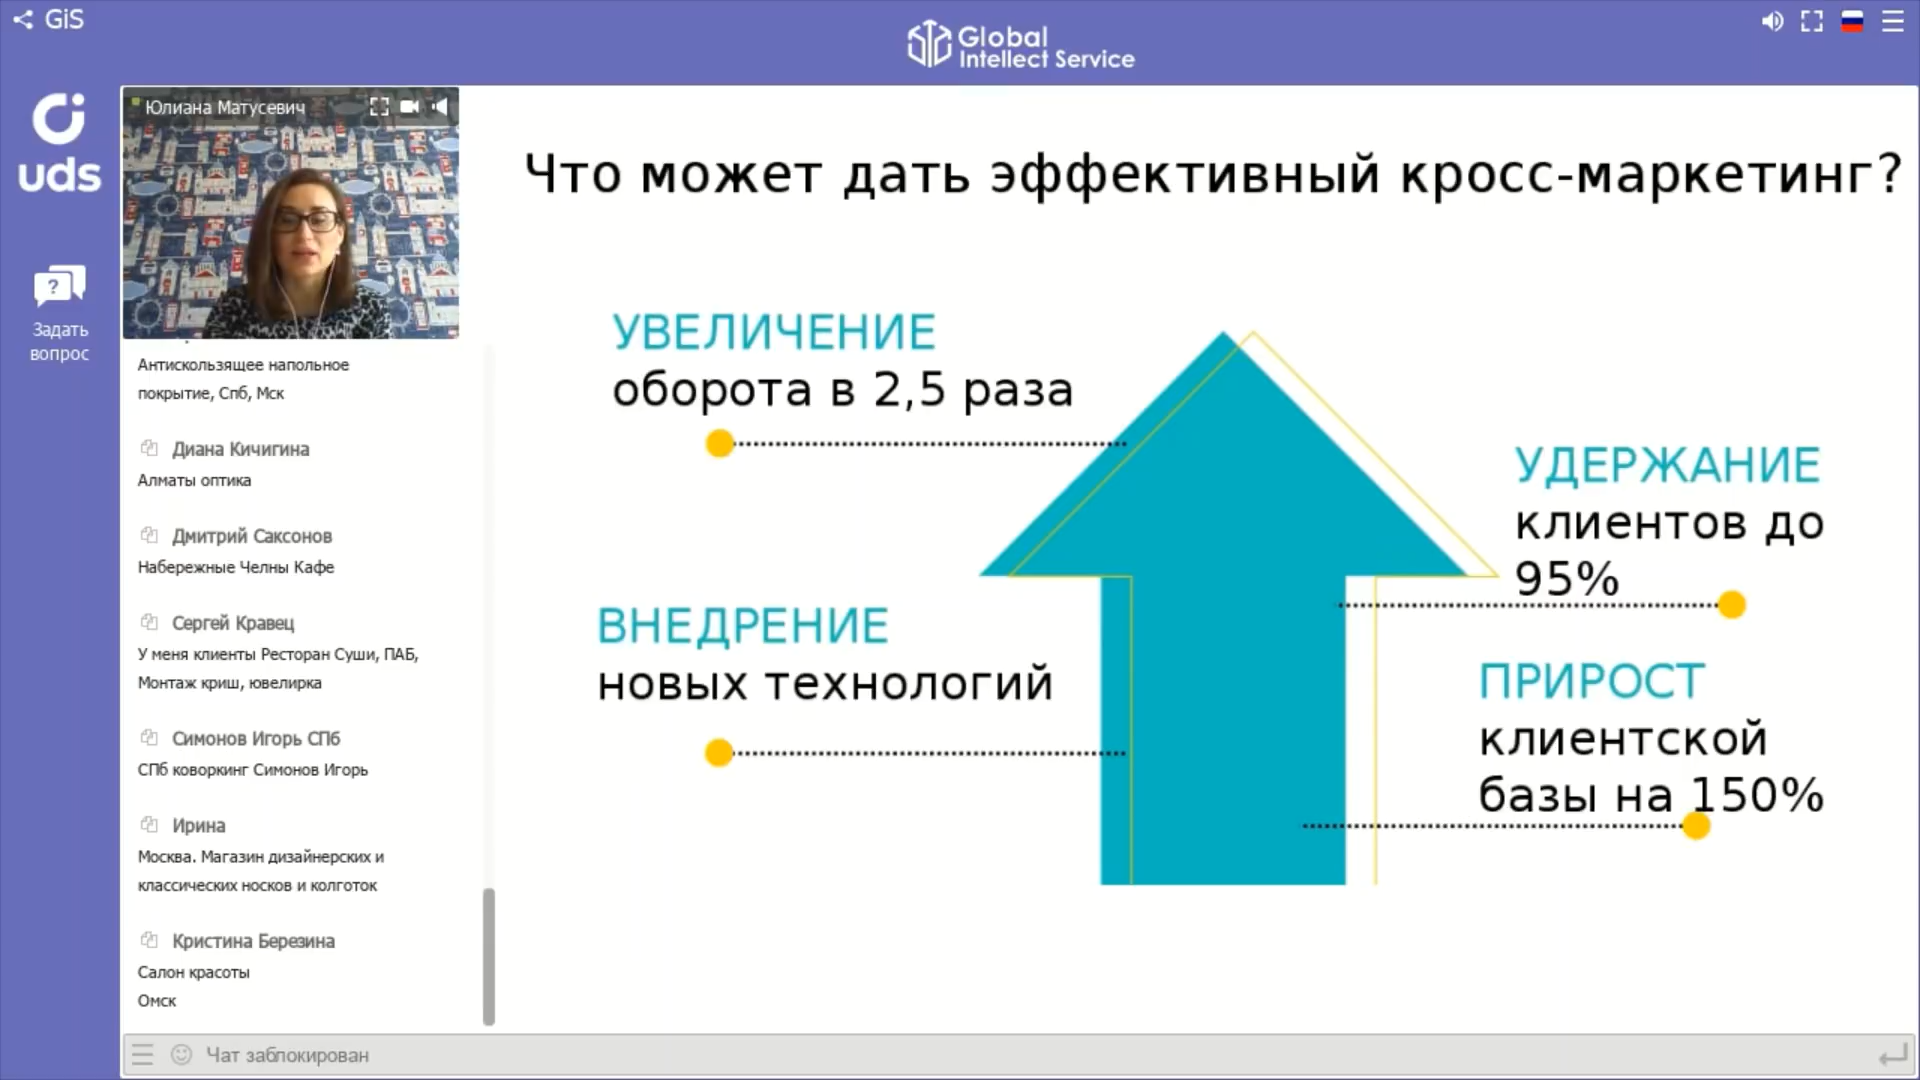 GiS
Global
Intellect Service
uds
Задать
вопрос
Юлиана Матусевич
Антискользящее напольное
покрытие, Спб, Мск
Диана Кичигина
Алматы оптика
Дмитрий Саксонов
Набережные Челны Кафе
Сергей Кравец
У меня клиенты Ресторан Суши, ПАБ,
Монтаж криш, ювелирка
Симонов Игорь СПб
СПб коворкинг Симонов Игорь
Ирина
Москва. Магазин дизайнерских и
классических носков и колготок
Кристина Березина
Салон красоты
Омск
Чат заблокирован
Что может дать эффективный кросс-маркетинг?
УВЕЛИЧЕНИЕ
оборота в 2,5 раза
ВНЕДРЕНИЕ
новых технологий
УДЕРЖАНИЕ
клиентов до
95%
ПРИРОСТ
клиентской
базы на 150%